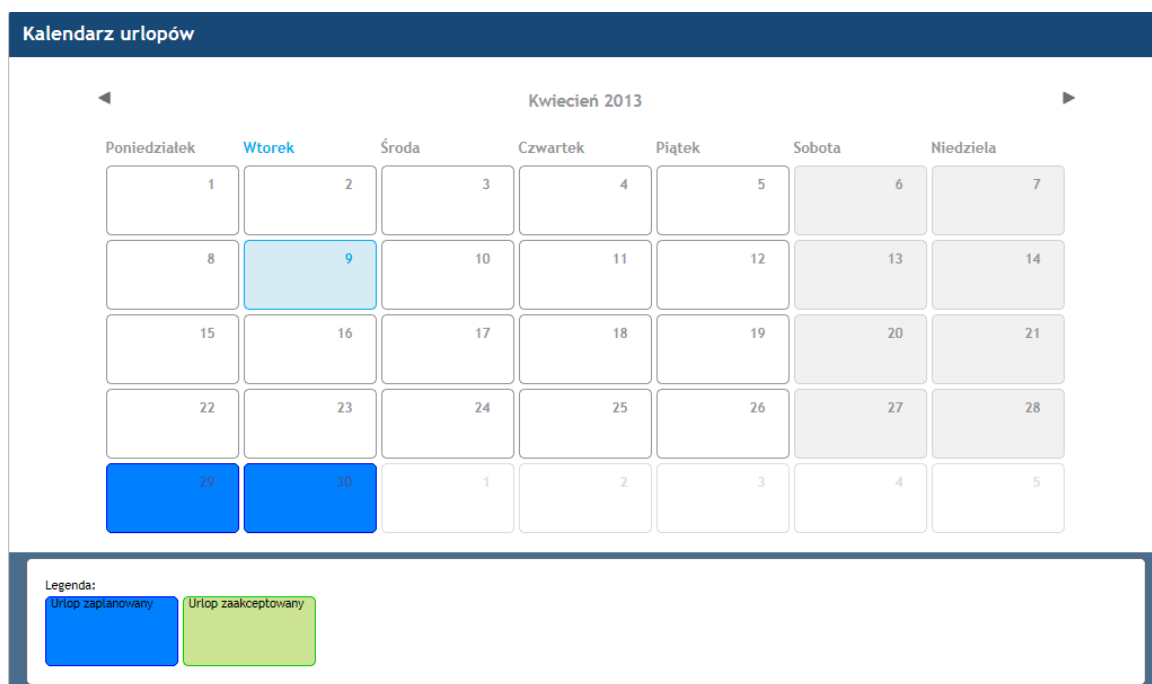 Kalendarz urlopów
Kwiecień 2013
Poniedziałek Wtorek Środa Czwartek Piątek Sobota Niedziela
1 2 3 4 5 6 7
8 9 10 11 12 13 14
15 16 17 18 19 20 21
22 23 24 25 26 27 28
29 30 1 2 3 4 5
Legenda:
Urlop zaplanowany Urlop zaakceptowany